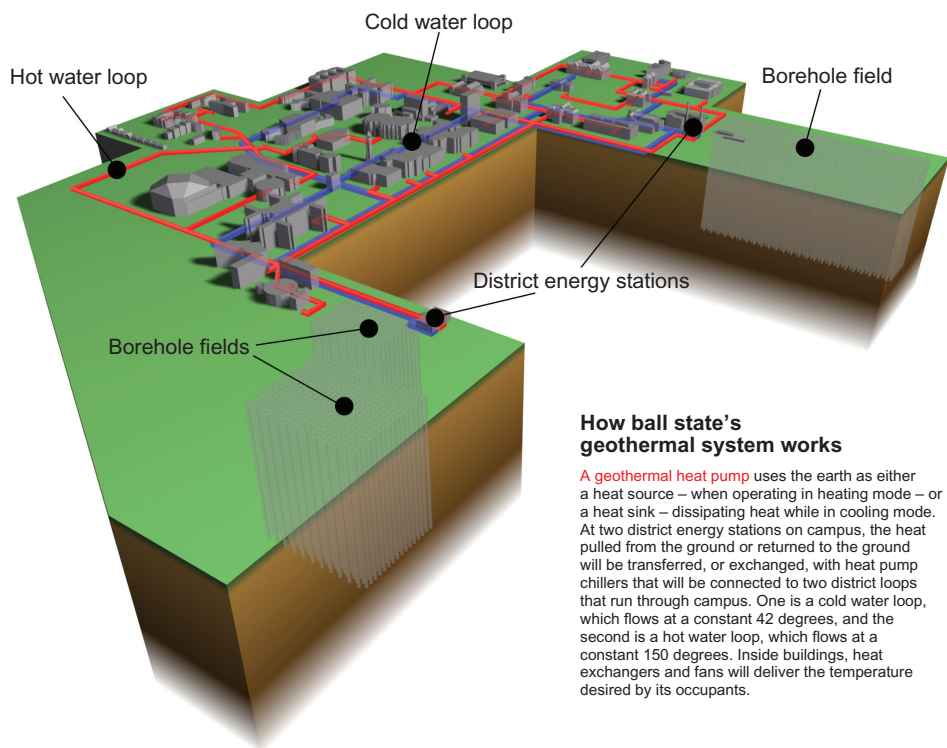 Cold water loop
Hot water loop
Borehole field
District energy stations
Borehole fields
How ball state's
geothermal system works
A geothermal heat pump uses the earth as either
a heat source – when operating in heating mode – or
a heat sink – dissipating heat while in cooling mode.
At two district energy stations on campus, the heat
pulled from the ground or returned to the ground
will be transferred, or exchanged, with heat pump
chillers that will be connected to two district loops
that run through campus. One is a cold water loop,
which flows at a constant 42 degrees, and the
second is a hot water loop, which flows at a
constant 150 degrees. Inside buildings, heat
exchangers and fans will deliver the temperature
desired by its occupants.